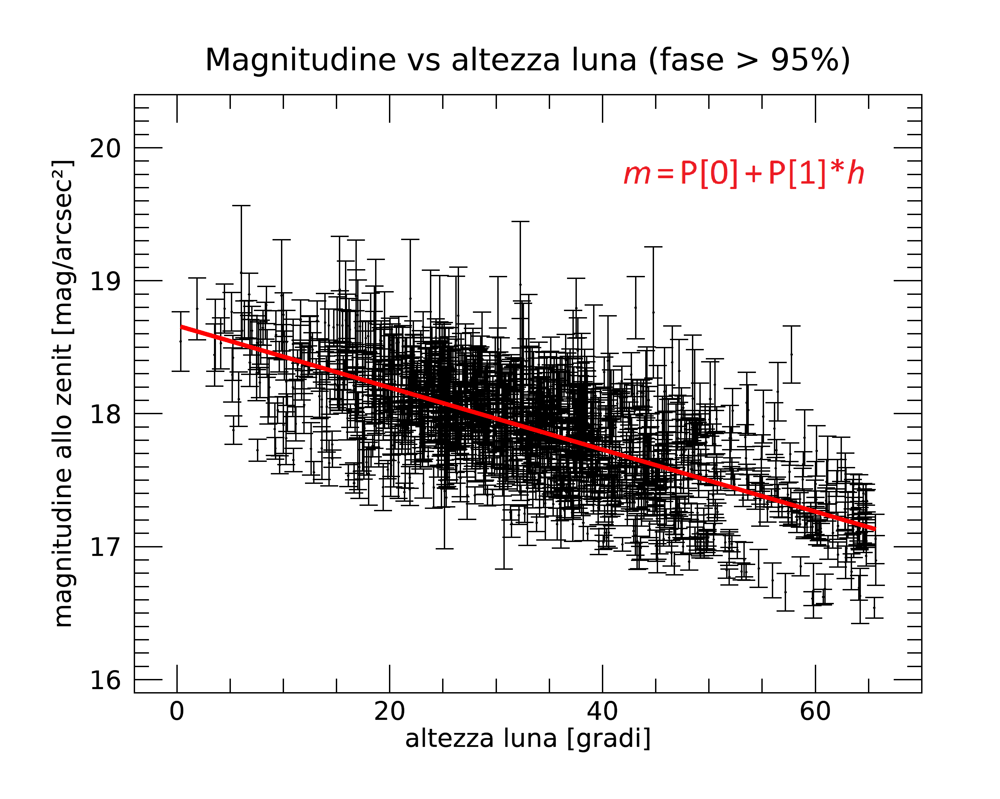 Magnitudine vs altezza luna (fase > 95%)
m = P[0] + P[1]*h
magnitudine allo zenit [mag/arcsec²]
20
19
18
17
16
0 20 40 60
altezza luna [gradi]